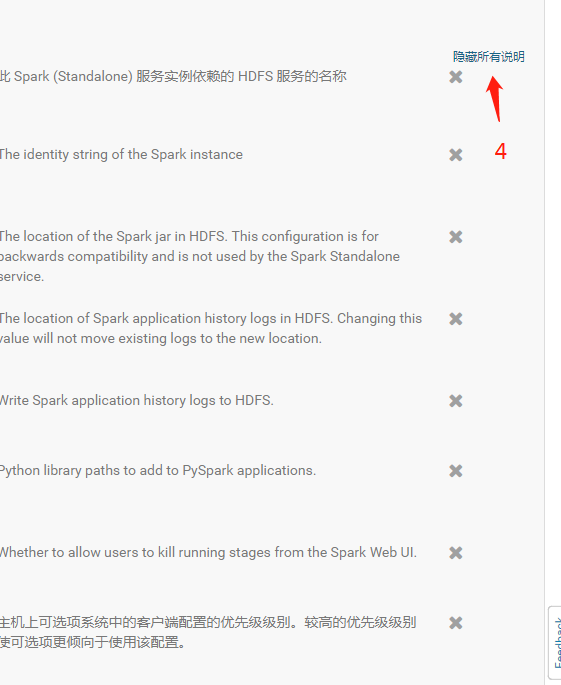 隐藏所有说明
此 Spark (Standalone) 服务实例依赖的 HDFS 服务的名称
4
The identity string of the Spark instance
The location of the Spark jar in HDFS. This configuration is for
backwards compatibility and is not used by the Spark Standalone
service.
The location of Spark application history logs in HDFS. Changing this
value will not move existing logs to the new location.
Write Spark application history logs to HDFS.
Python library paths to add to PySpark applications.
Whether to allow users to kill running stages from the Spark Web UI.
主机上可选项系统中的客户端配置的优先级级别。较高的优先级级别
使可选项更倾向于使用该配置。
Feedback